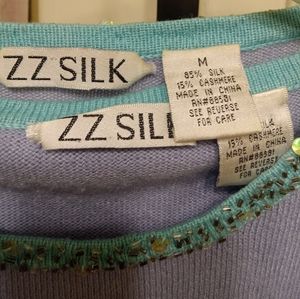 ZZ SILK
M
85% SILK
15% CASHMERE
MADE IN CHINA
RN#88581
SEE REVERSE
FOR CARE
ZZ SIL
SILK
15% CASHMERE
MADE IN CHINA
RN#88581
SEE REVERSE
FOR CARE